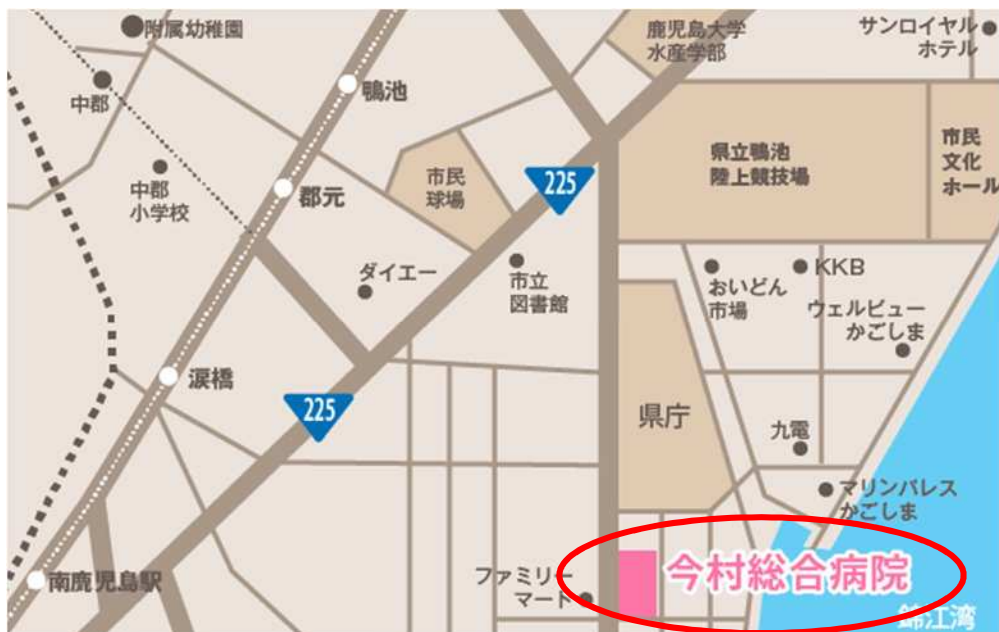 附属幼稚園
中郡
中郡
小学校
鴨池
郡元
涙橋
南鹿児島駅
鹿児島大学
水産学部
サンロイヤル
ホテル
市民
球場
225
県立鴨池
陸上競技場
市民
文化
ホール
ダイエー
市立
図書館
おいどん
市場
KKB
ウェルビュー
かごしま
225
県庁
九電
マリンパレス
かごしま
ファミリー
マート
今村総合病院
錦江湾